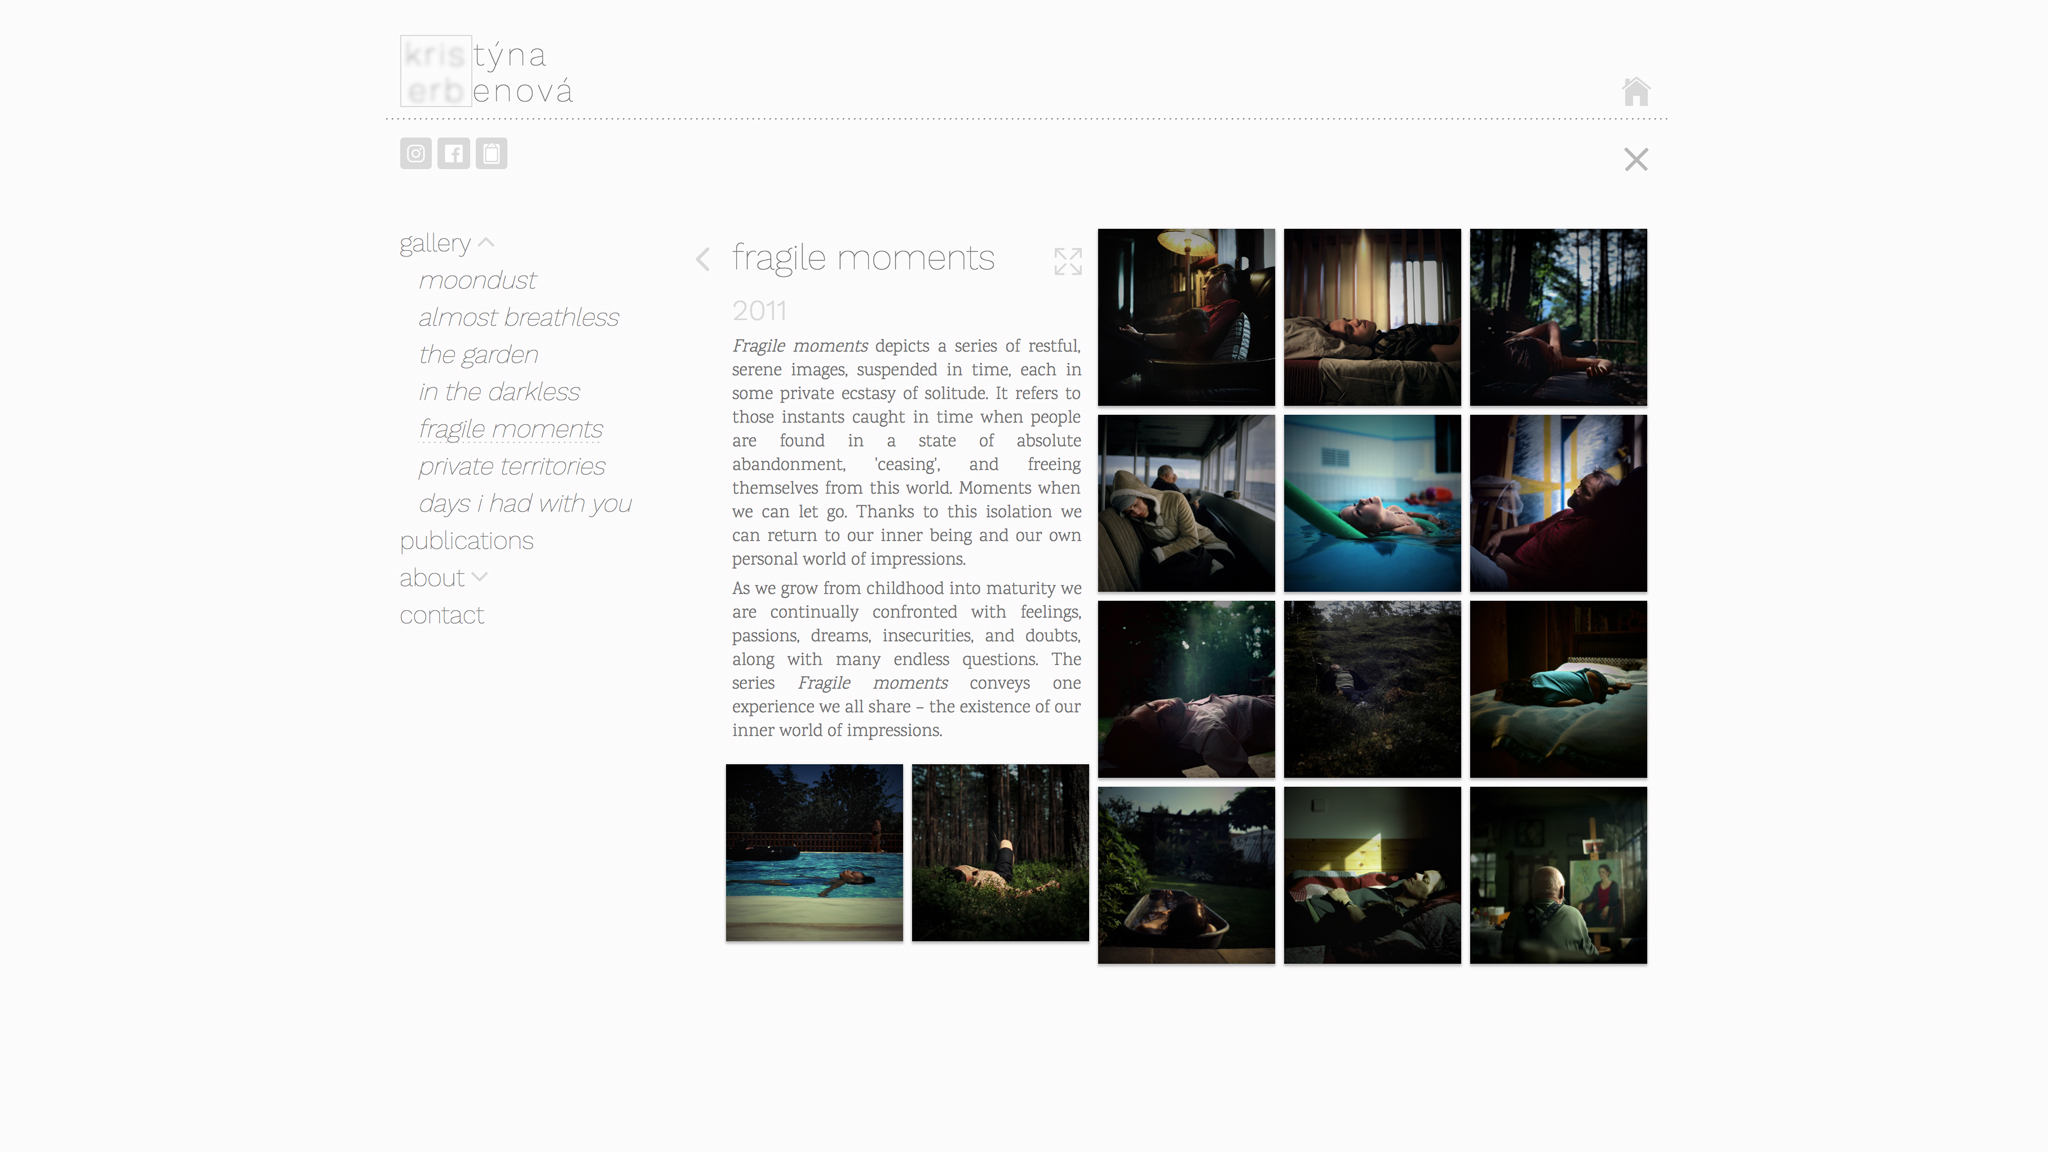 kristýna
erbenová
gallery
moondust
almost breathless
the garden
in the darkless
fragile moments
private territories
days i had with you
publications
about
contact
fragile moments
2011
Fragile moments depicts a series of restful,
serene images, suspended in time, each in
some private ecstasy of solitude. It refers to
those instants caught in time when people
are found in a state of absolute
abandonment, 'ceasing', and freeing
themselves from this world. Moments when
we can let go. Thanks to this isolation we
can return to our inner being and our own
personal world of impressions.
As we grow from childhood into maturity we
are continually confronted with feelings,
passions, dreams, insecurities, and doubts,
along with many endless questions. The
series Fragile moments conveys one
experience we all share – the existence of our
inner world of impressions.